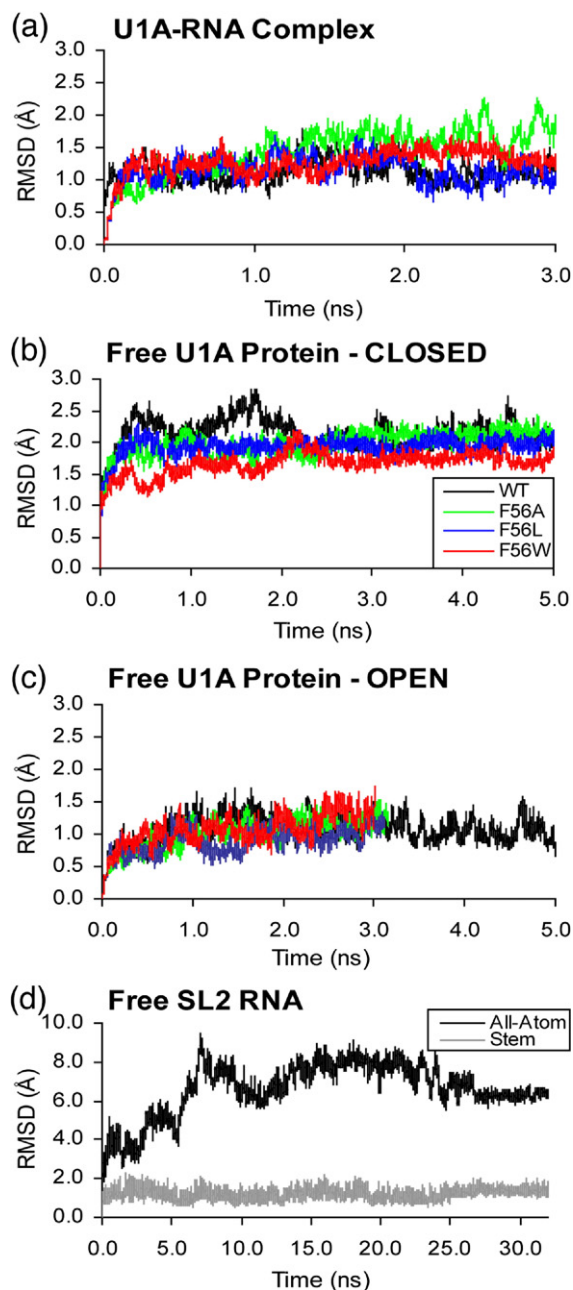 (a) U1A-RNA Complex
RMSD (Å)
3.0
2.5
2.0
1.5
1.0
0.5
0.0
0.0 1.0 2.0 3.0
Time (ns)
(b) Free U1A Protein - CLOSED
RMSD (Å)
3.0
2.5
2.0
1.5
1.0
0.5
0.0
WT
F56A
F56L
F56W
0.0 1.0 2.0 3.0 4.0 5.0
Time (ns)
(c) Free U1A Protein - OPEN
RMSD (Å)
3.0
2.5
2.0
1.5
1.0
0.5
0.0
0.0 1.0 2.0 3.0 4.0 5.0
Time (ns)
(d) Free SL2 RNA
RMSD (Å)
10.0
8.0
6.0
4.0
2.0
0.0
All-Atom
Stem
0.0 5.0 10.0 15.0 20.0 25.0 30.0
Time (ns)